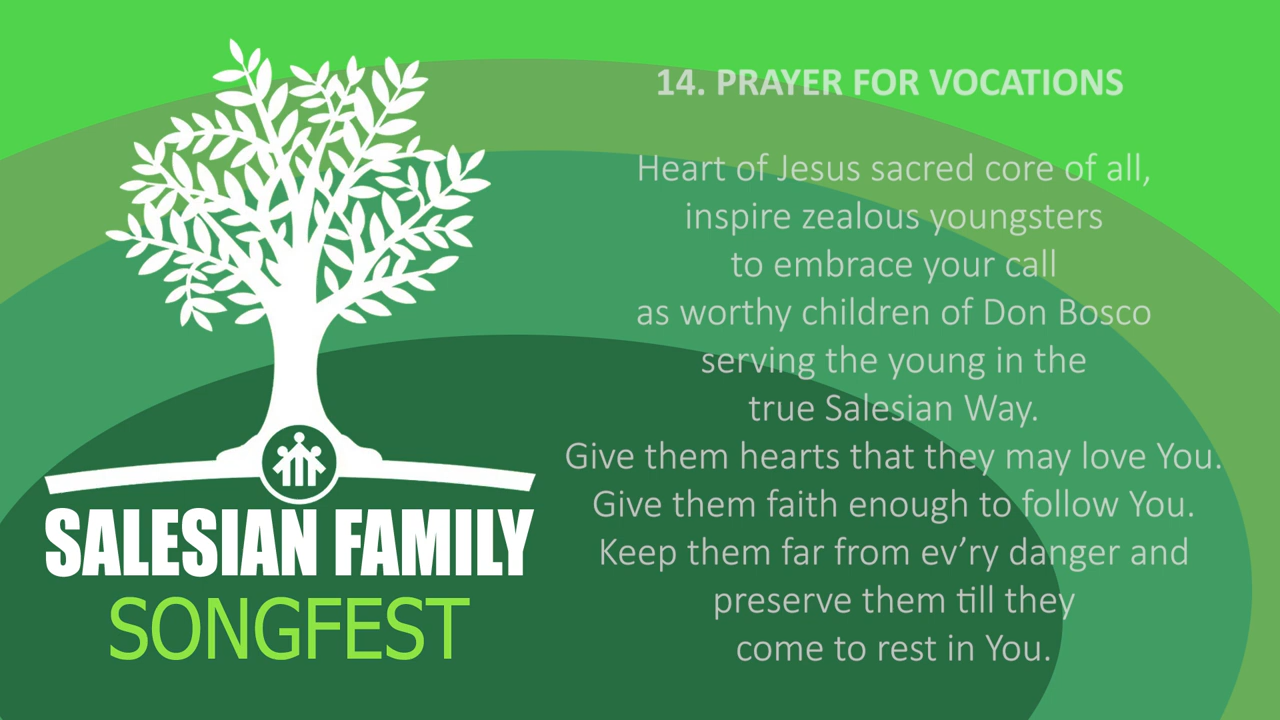 14. PRAYER FOR VOCATIONS
Heart of Jesus sacred core of all,
inspire zealous youngsters
to embrace your call
as worthy children of Don Bosco
serving the young in the
true Salesian Way.
Give them hearts that they may love You.
Give them faith enough to follow You.
Keep them far from ev’ry danger and
preserve them till they
come to rest in You.
SALESIAN FAMILY
SONGFEST